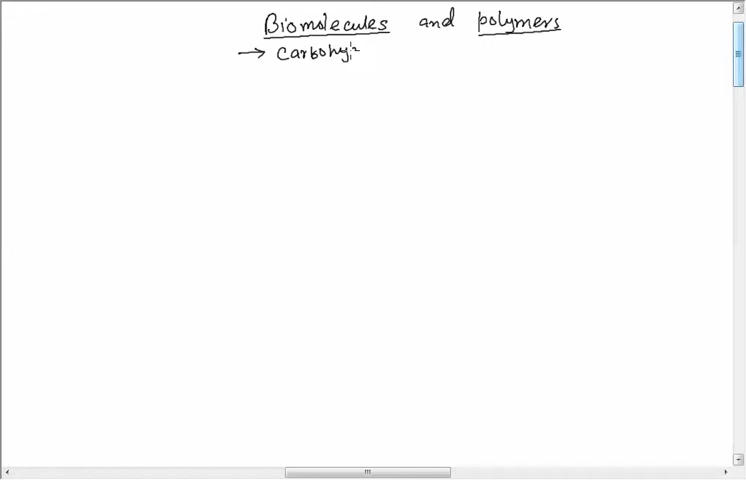 Biomolecules and polymers
→ Carbohy